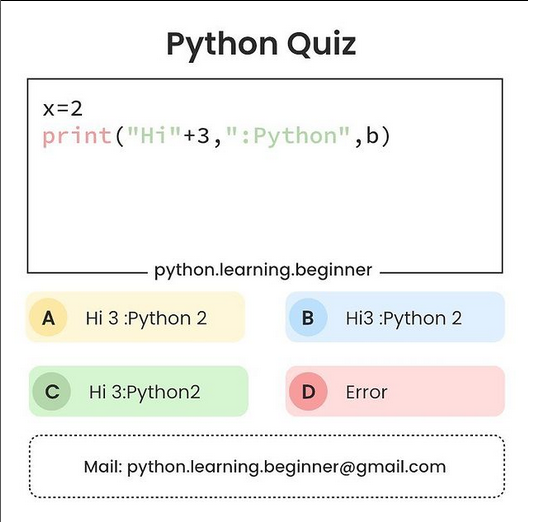 Python Quiz
x=2
print("Hi"+3,":Python",b)
python.learning.beginner
A Hi 3 :Python 2
B Hi3 :Python 2
C Hi 3:Python2
D Error
Mail: python.learning.beginner@gmail.com